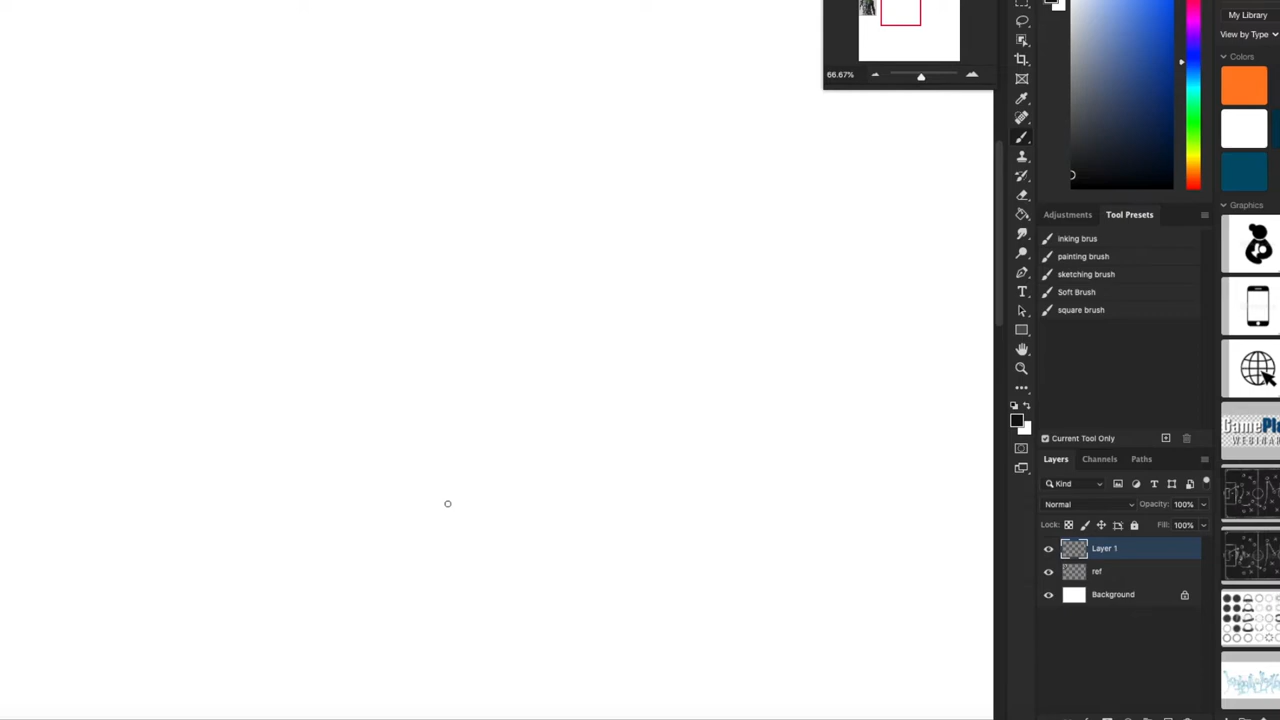 My Library
View by Type
66.67%
Colors
Adjustments
Tool Presets
Graphics
inking brus
painting brush
sketching brush
Soft Brush
square brush
GamePla
WEBINAR
Current Tool Only
Layers
Channels
Paths
Kind
Normal
Opacity: 100%
Lock:
Fill: 100%
Layer 1
ref
Background